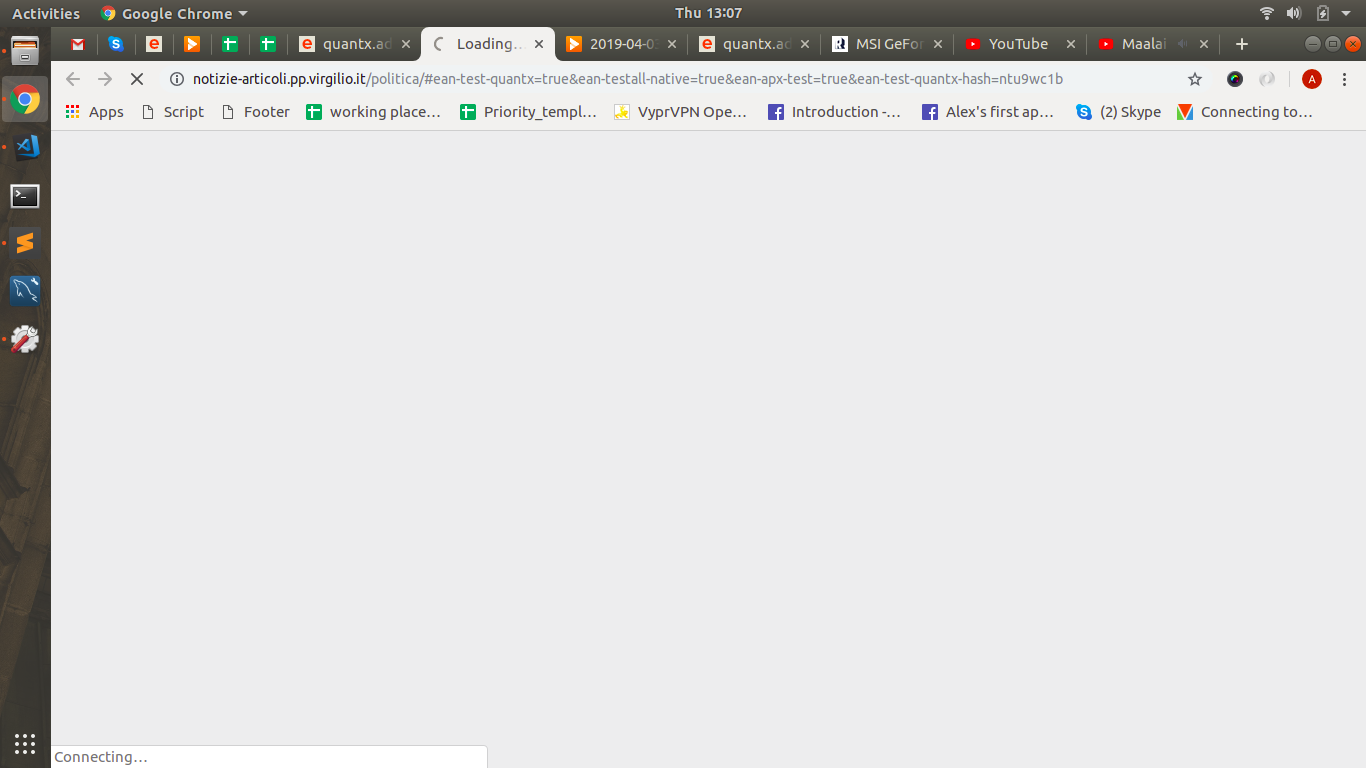 Activities Google Chrome Thu 13:07
quantx.ad Loading... 2019-04-03 quantx.ad MSI GeFor YouTube Maalai
notizie-articoli.pp.virgilio.it/politica/#ean-test-quantx=true&ean-testall-native=true&ean-apx-test=true&ean-test-quantx-hash=ntu9wc1b A
Apps Script Footer working place... Priority_templ... VyprVPN Ope... Introduction -... Alex's first ap... (2) Skype Connecting to...
Connecting...